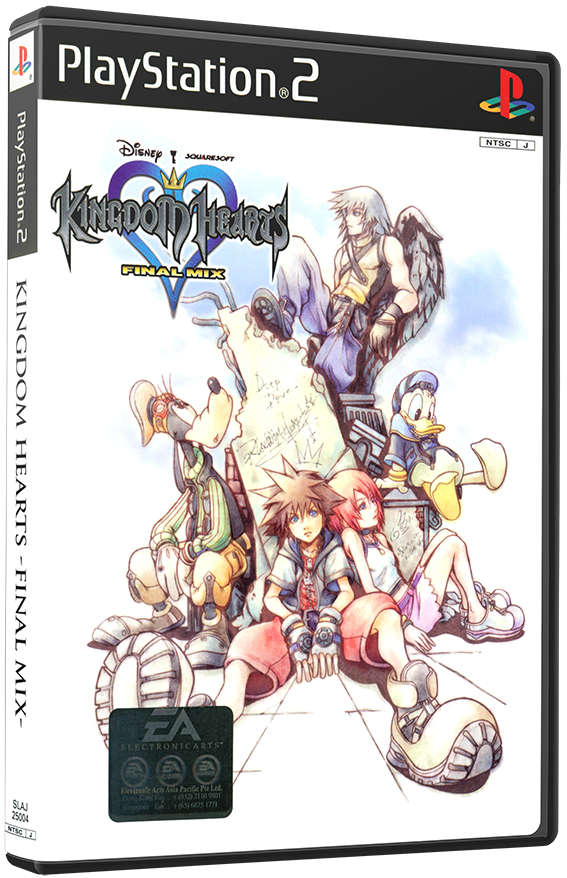 PlayStation®2
NTSC J
Disney SQUARESOFT
KINGDOM HEARTS
FINAL MIX
EA
ELECTRONIC ARTS™
Electronic Arts Asia Pacific Pte Ltd.
PlayStation®2
KINGDOM HEARTS -FINAL MIX-
SLAJ
25004
NTSC J